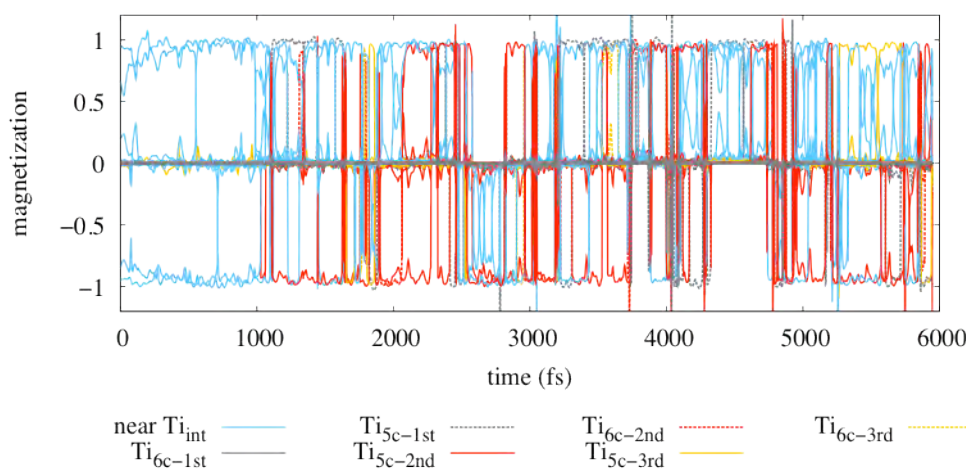 1
0.5
0
−0.5
−1
magnetization
0 1000 2000 3000 4000 5000 6000
time (fs)
near Ti_int Ti_5c−1st Ti_6c−2nd Ti_6c−3rd
Ti_6c−1st Ti_5c−2nd Ti_5c−3rd